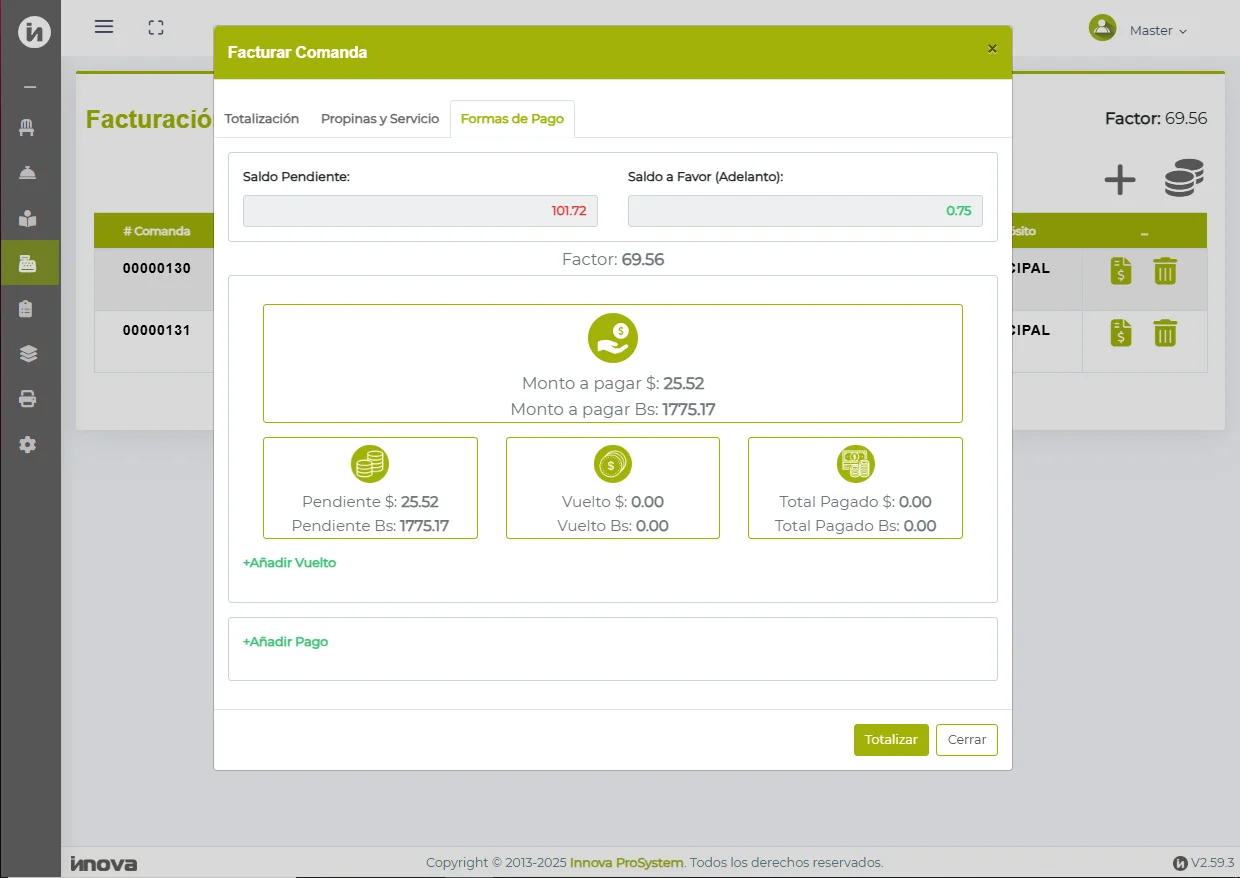 Master
Facturar Comanda
×
Facturació
Factor: 69.56
Totalización
Propinas y Servicio
Formas de Pago
Saldo Pendiente:
Saldo a Favor (Adelanto):
101.72
0.75
# Comanda
ósito
...
Factor: 69.56
00000130
CIPAL
00000131
CIPAL
Monto a pagar $: 25.52
Monto a pagar Bs: 1775.17
Pendiente $: 25.52
Pendiente Bs: 1775.17
Vuelto $: 0.00
Vuelto Bs: 0.00
Total Pagado $: 0.00
Total Pagado Bs: 0.00
+Añadir Vuelto
+Añadir Pago
Totalizar
Cerrar
innova
Copyright © 2013-2025 Innova ProSystem. Todos los derechos reservados.
V2.59.3